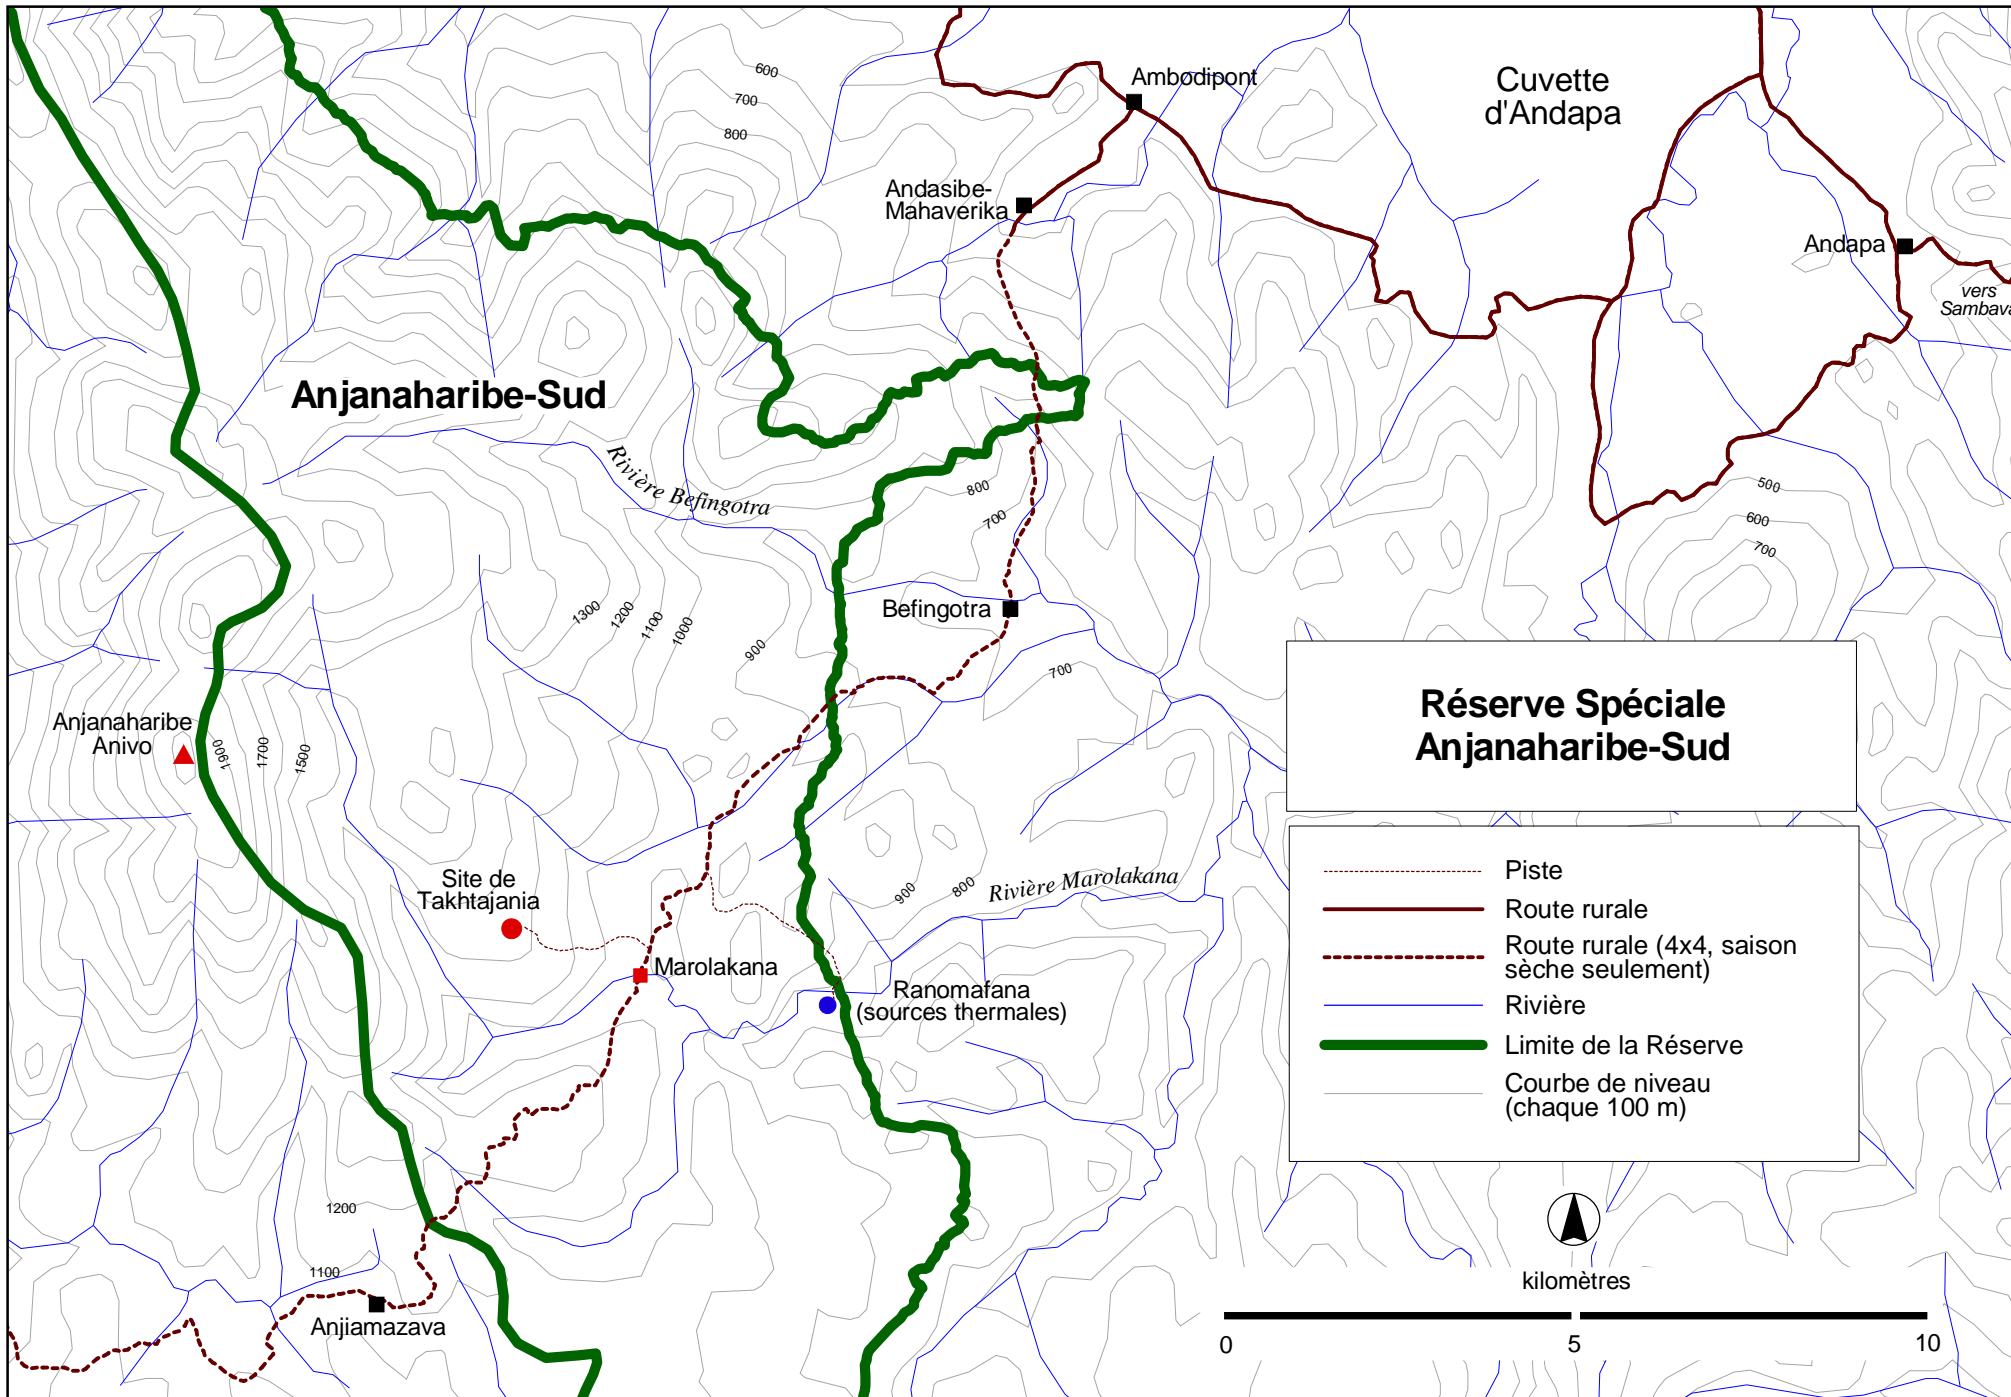 600
700
800
Ambodipont
Cuvette
d'Andapa
Andasibe-
Mahaverika
Andapa
vers
Sambava
Anjanaharibe-Sud
Rivière Befingotra
800
700
500
600
700
1300
1200
1100
1000
900
Befingotra
700
Anjanaharibe
Anivo
1900
1700
1500
Réserve Spéciale
Anjanaharibe-Sud
Site de
Takhtajania
900
800
Rivière Marolakana
Marolakana
Ranomafana
(sources thermales)
Piste
Route rurale
Route rurale (4x4, saison
sèche seulement)
Rivière
Limite de la Réserve
Courbe de niveau
(chaque 100 m)
1200
1100
Anjiamazava
kilomètres
0
5
10